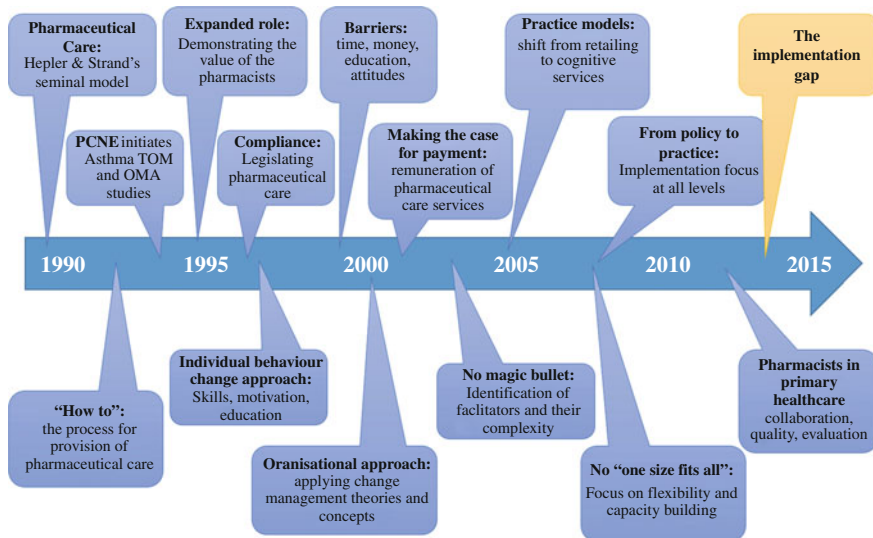 Pharmaceutical
Care:
Hepler & Strand's
seminal model
Expanded role:
Demonstrating the
value of the
pharmacists
Barriers:
time, money,
education,
attitudes
Practice models:
shift from retailing
to cognitive
services
The
implementation
gap
PCNE initiates
Asthma TOM
and OMA
studies
Compliance:
Legislating
pharmaceutical
care
Making the case
for payment:
remuneration of
pharmaceutical
care services
From policy to
practice:
Implementation focus
at all levels
1990 1995 2000 2005 2010 2015
"How to":
the process for
provision of
pharmaceutical care
Individual behaviour
change approach:
Skills, motivation,
education
Oranisational approach:
applying change
management theories and
concepts
No magic bullet:
Identification of
faclitators and their
complexity
No "one size fits all":
Focus on flexibility and
capacity building
Pharmacists in
primary
healthcare
collaboration,
quality, evaluation